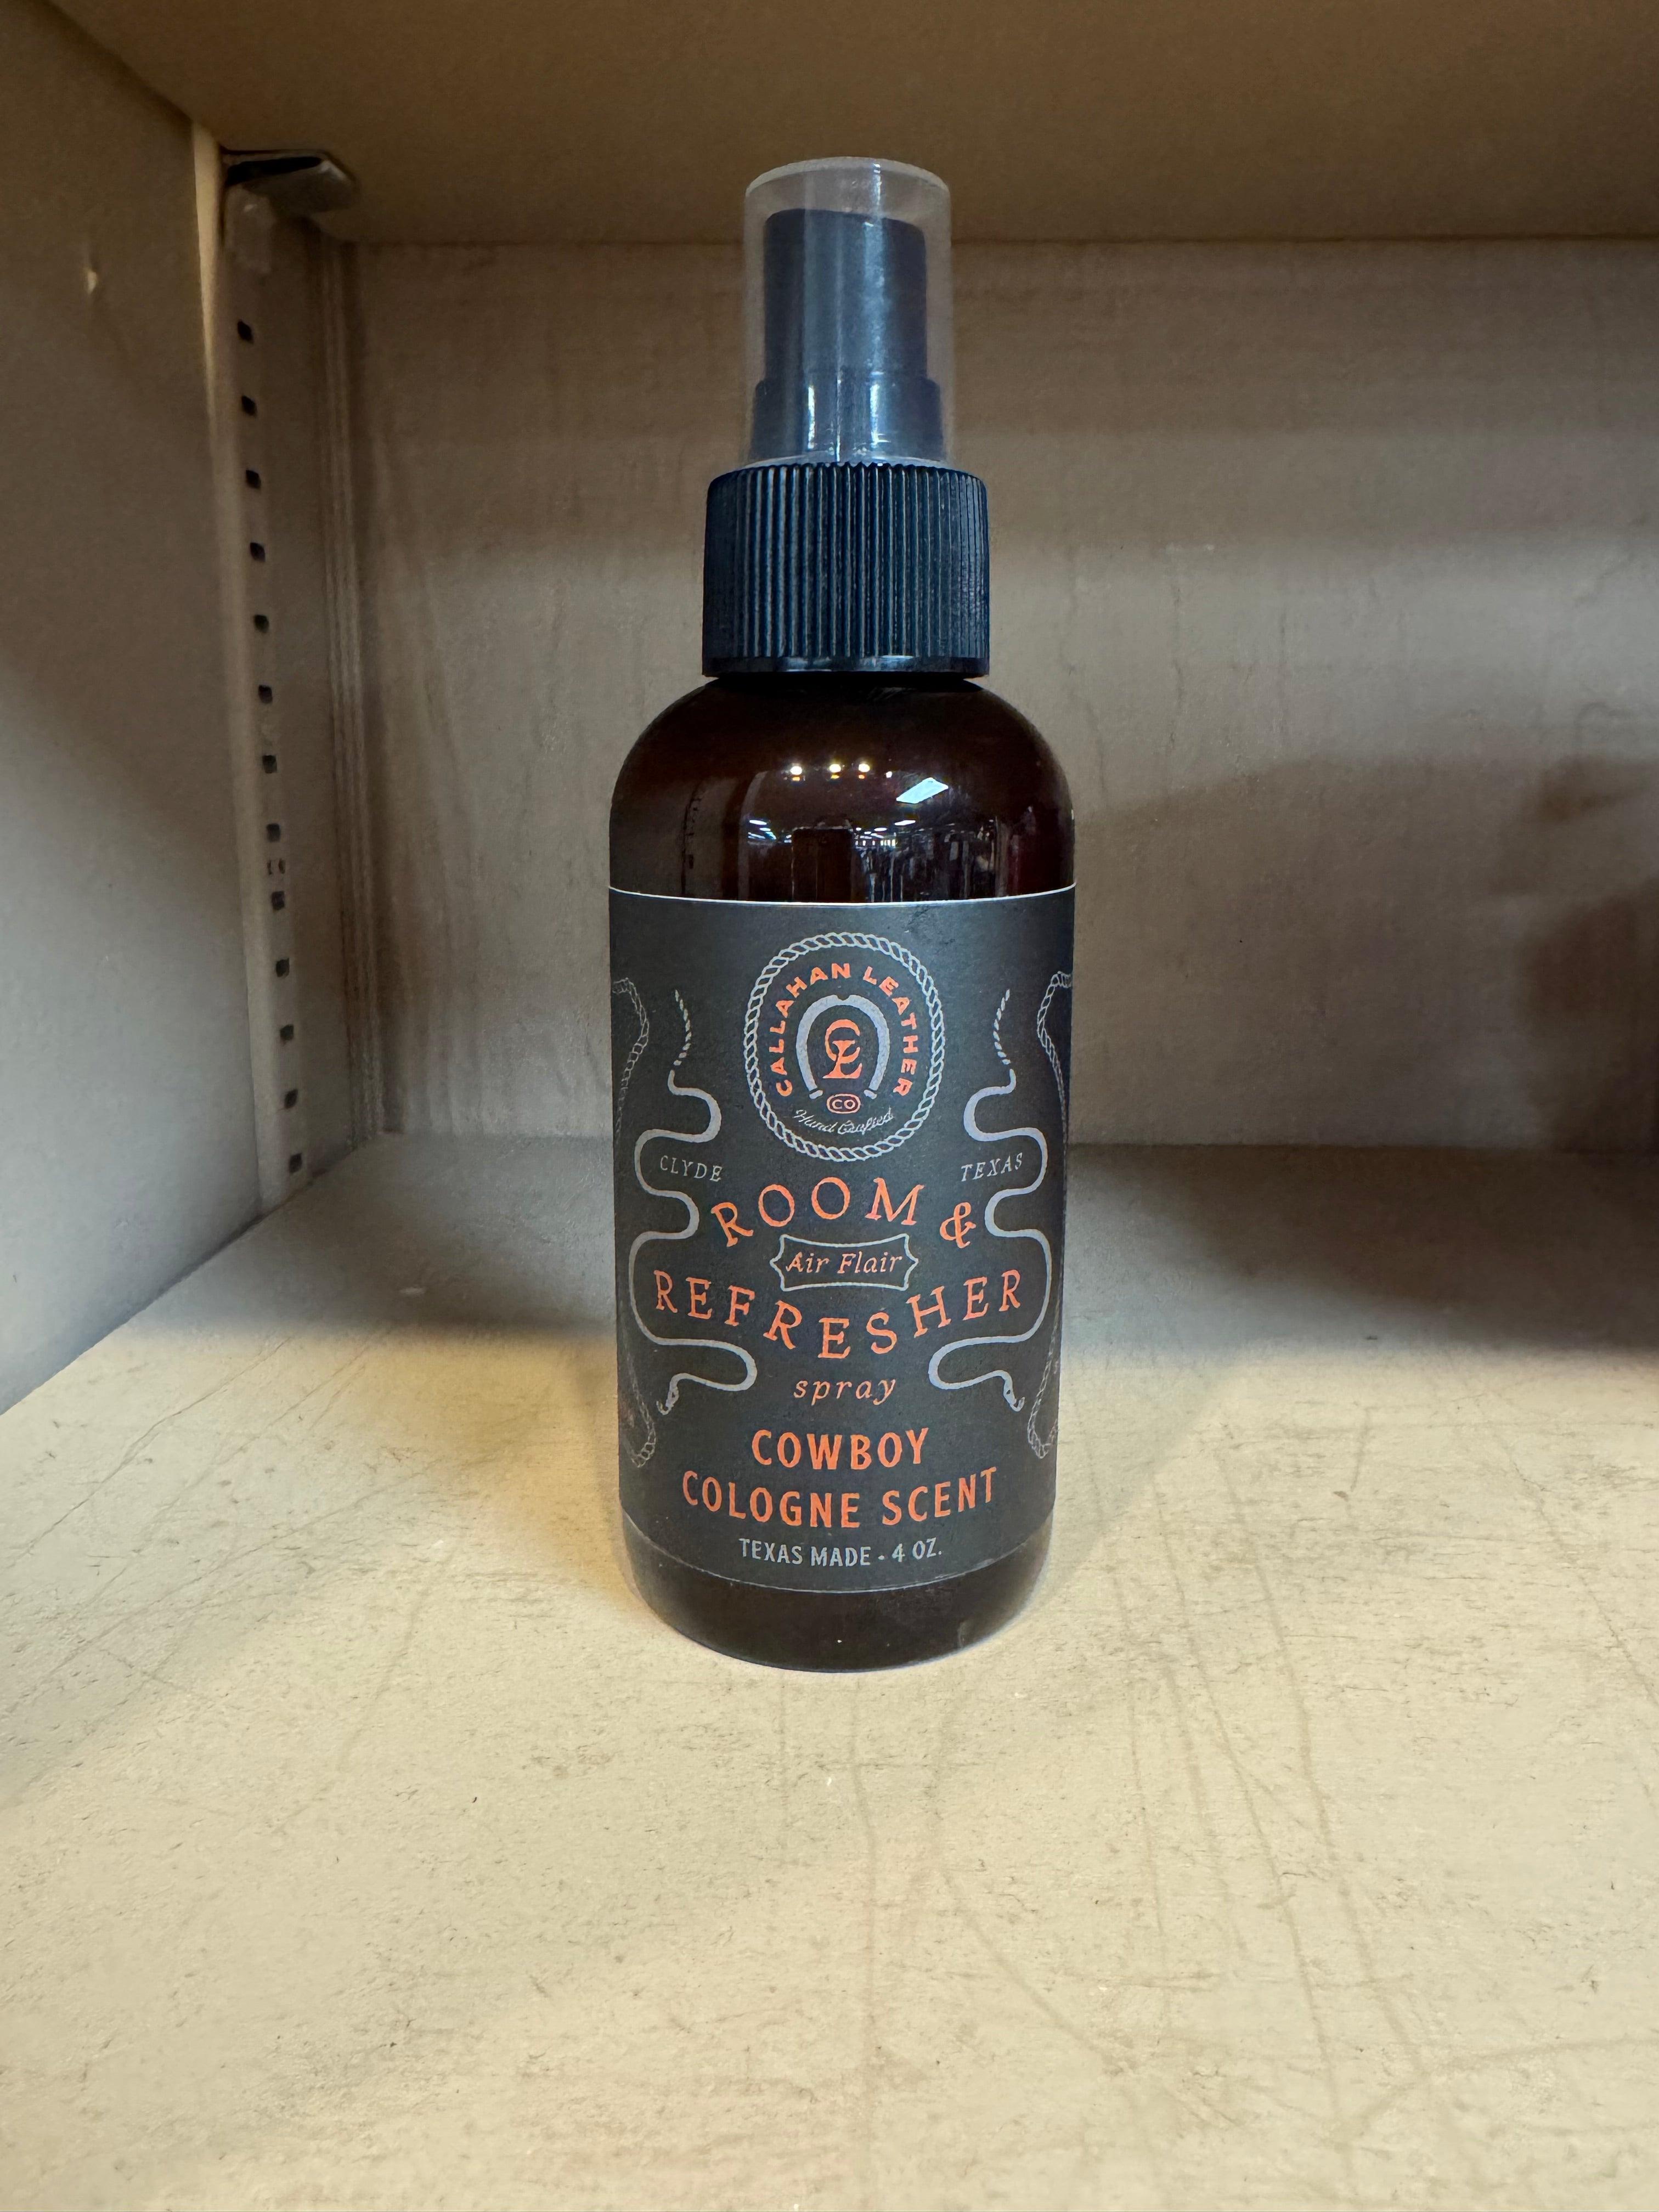 CALLAHAN LEATHER
CL
CO
Hand Crafted
CLYDE TEXAS
ROOM &
Air Flair
REFRESHER
spray
COWBOY
COLOGNE SCENT
TEXAS MADE - 4 OZ.